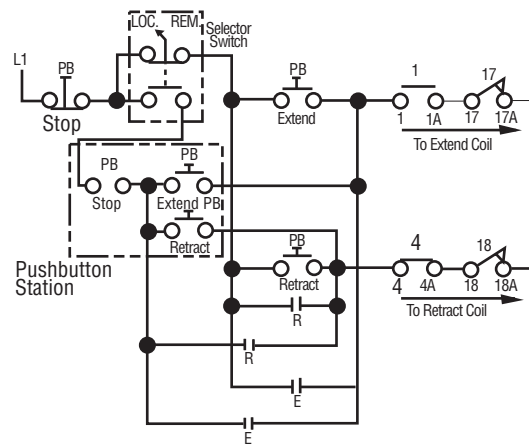 LOC. REM.
Selector
Switch
L1
PB
Stop
PB
Extend
1
1
1A
17
17
17A
To Extend Coil
PB
PB
Stop
Extend PB
Retract
Pushbutton
Station
PB
Retract
4
4
4A
18
18
18A
To Retract Coil
R
R
E
E